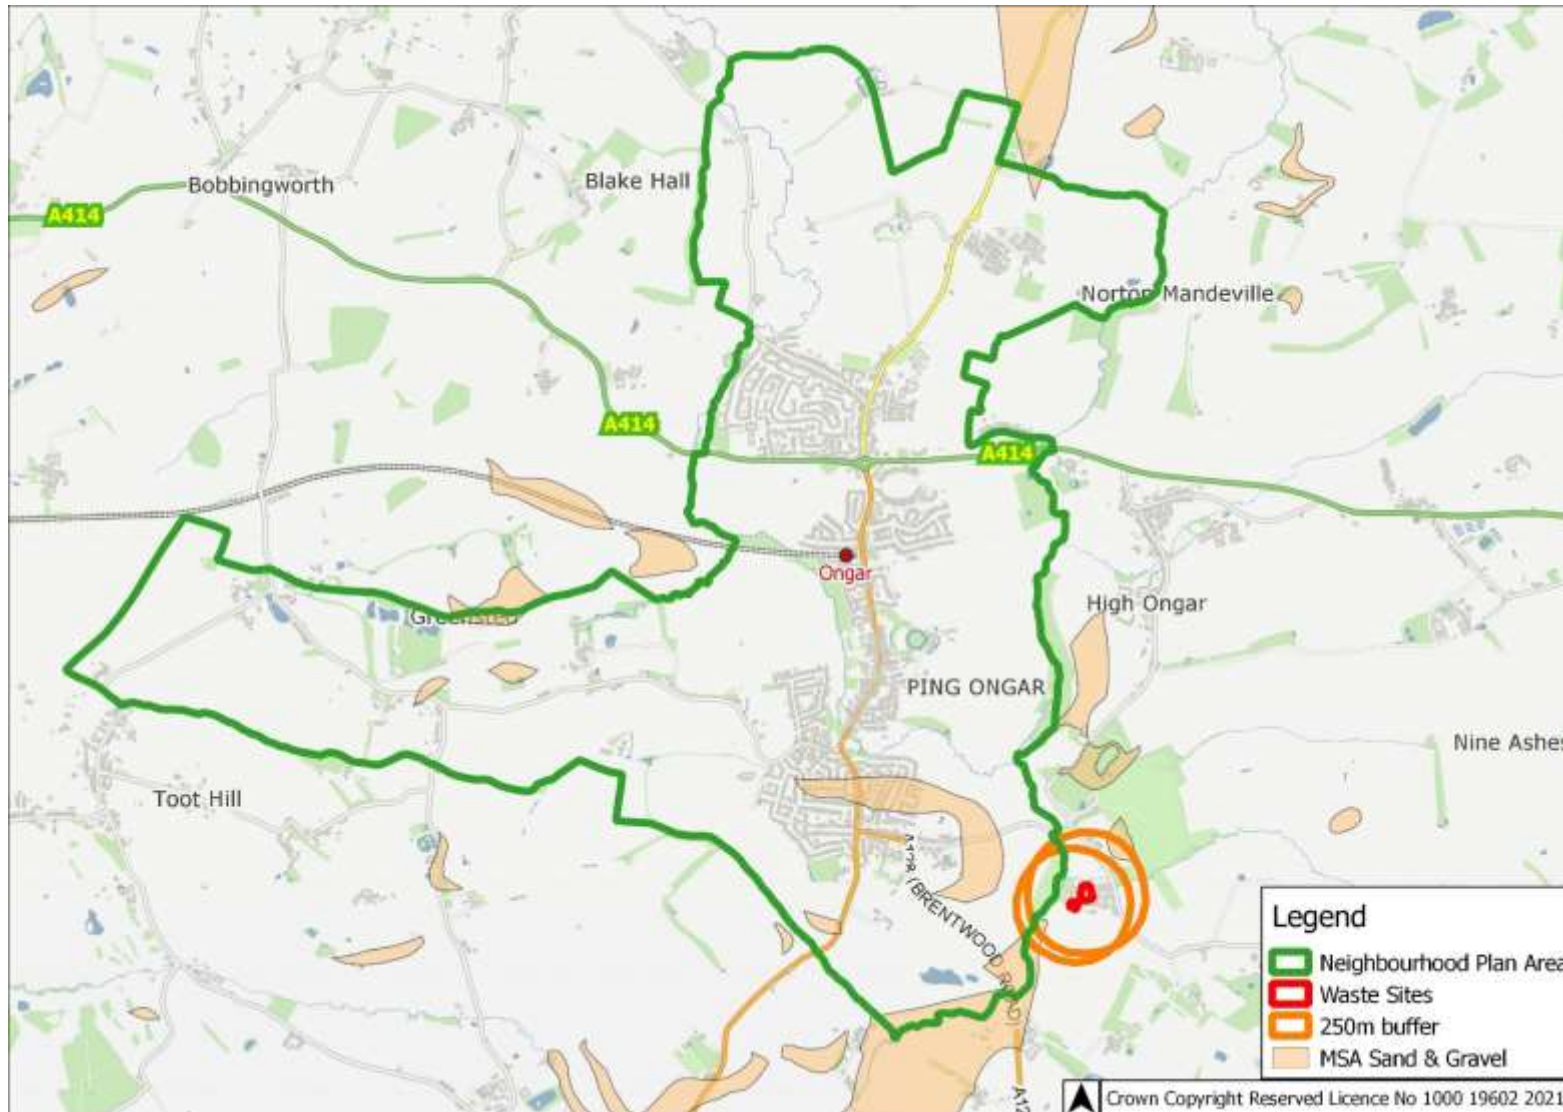 Bobbingworth
Blake Hall
A414
Norton Mandeville
A414
A414
Ongar
High Ongar
Greensted
PING ONGAR
Nine Ashes
Toot Hill
(BRENTWOOD ROAD)
Legend
Neighbourhood Plan Area
Waste Sites
250m buffer
MSA Sand & Gravel
A12
Crown Copyright Reserved Licence No 1000 19602 2021